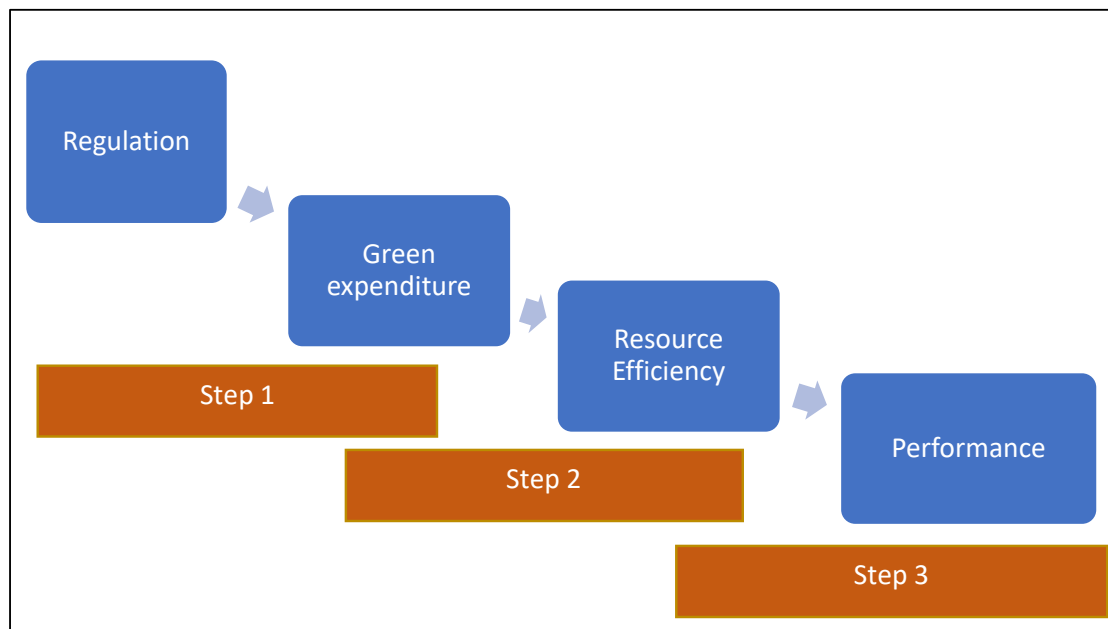 Regulation
Green
expenditure
Resource
Efficiency
Performance
Step 1
Step 2
Step 3